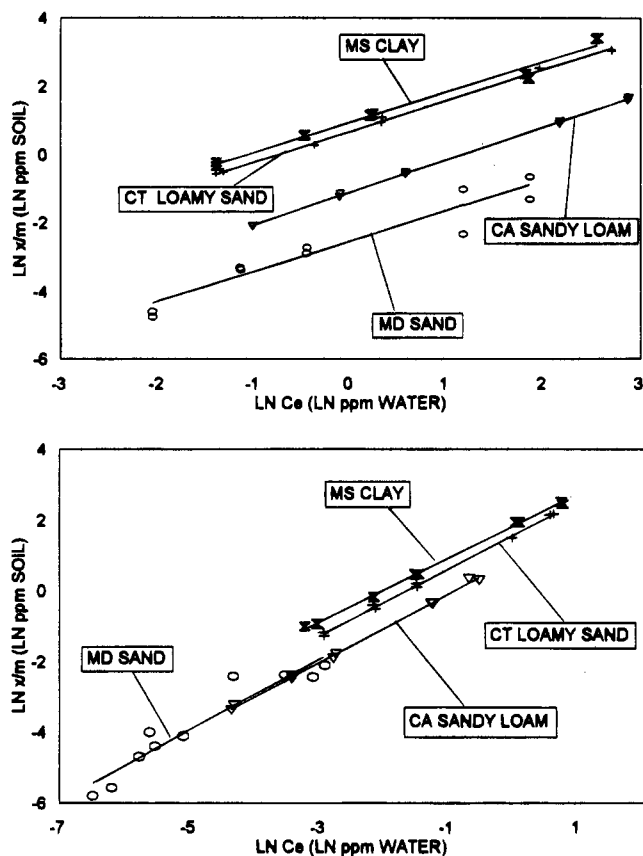 4
2
0
-2
-4
-6
LN x/m (LN ppm SOIL)
MS CLAY
CT LOAMY SAND
CA SANDY LOAM
MD SAND
-3 -2 -1 0 1 2 3
LN Ce (LN ppm WATER)
4
2
0
-2
-4
-6
LN x/m (LN ppm SOIL)
MS CLAY
MD SAND
CT LOAMY SAND
CA SANDY LOAM
-7 -5 -3 -1 1
LN Ce (LN ppm WATER)